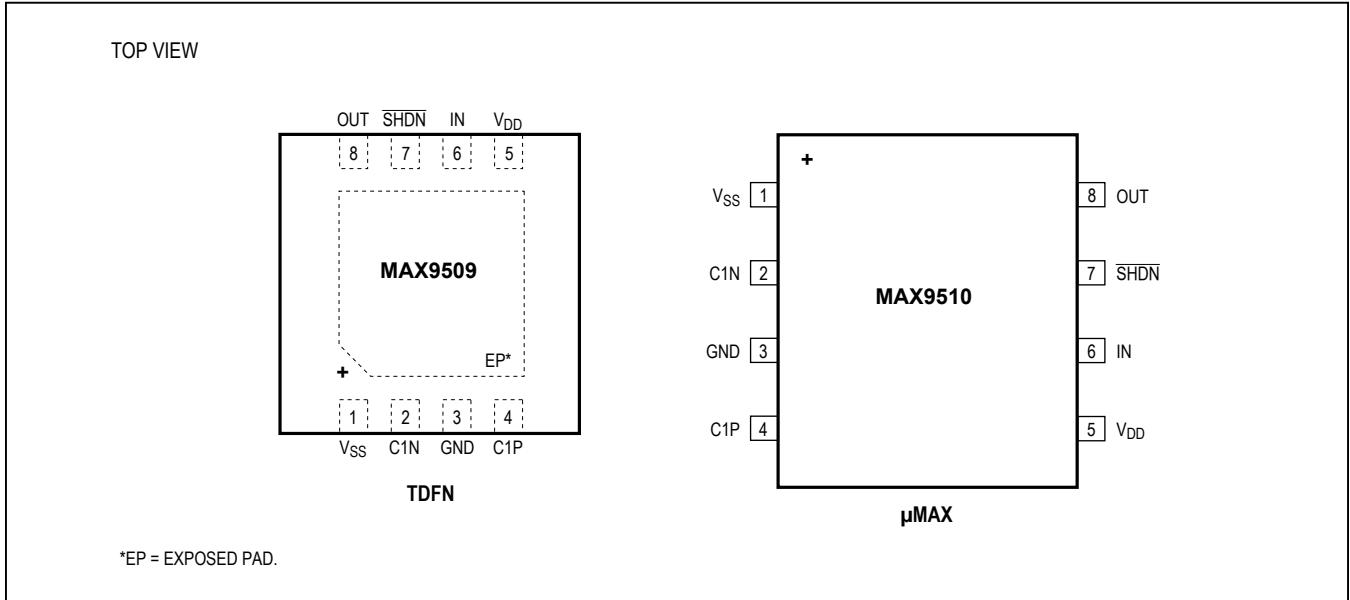 TOP VIEW
OUT SHDN IN VDD
8 7 6 5
MAX9509
EP*
+
1 2 3 4
VSS C1N GND C1P
TDFN
+
VSS 1
C1N 2
GND 3
C1P 4
MAX9510
8 OUT
7 SHDN
6 IN
5 VDD
µMAX
*EP = EXPOSED PAD.